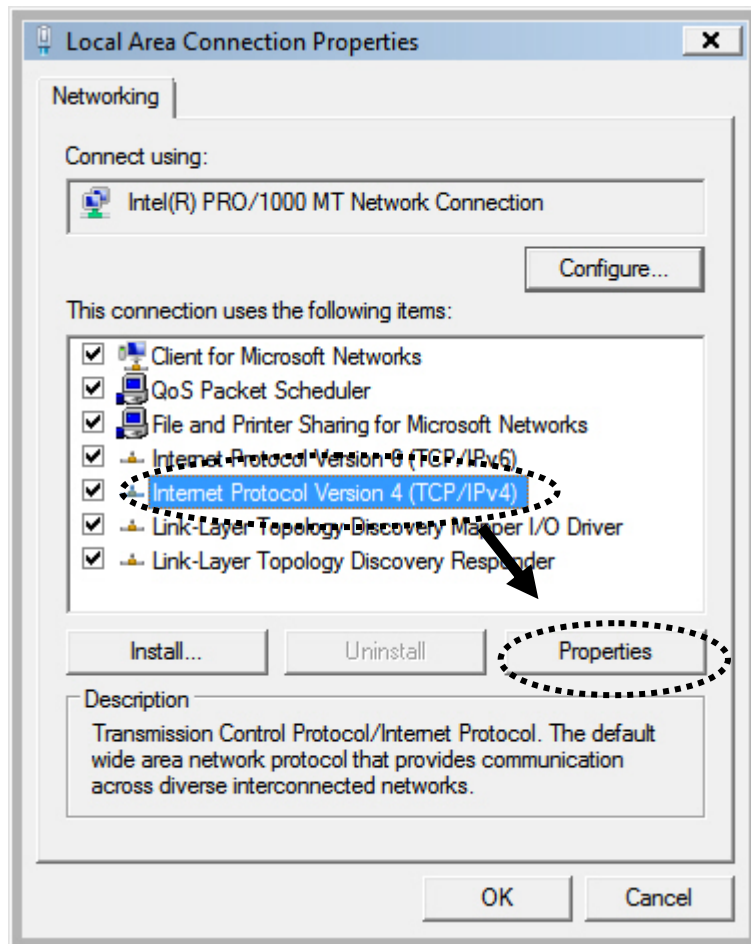 Local Area Connection Properties
Networking
Connect using:
Intel(R) PRO/1000 MT Network Connection
Configure...
This connection uses the following items:
Client for Microsoft Networks
QoS Packet Scheduler
File and Printer Sharing for Microsoft Networks
Internet Protocol Version 6 (TCP/IPv6)
Internet Protocol Version 4 (TCP/IPv4)
Link-Layer Topology Discovery Mapper I/O Driver
Link-Layer Topology Discovery Responder
Install... Uninstall Properties
Description
Transmission Control Protocol/Internet Protocol. The default
wide area network protocol that provides communication
across diverse interconnected networks.
OK Cancel